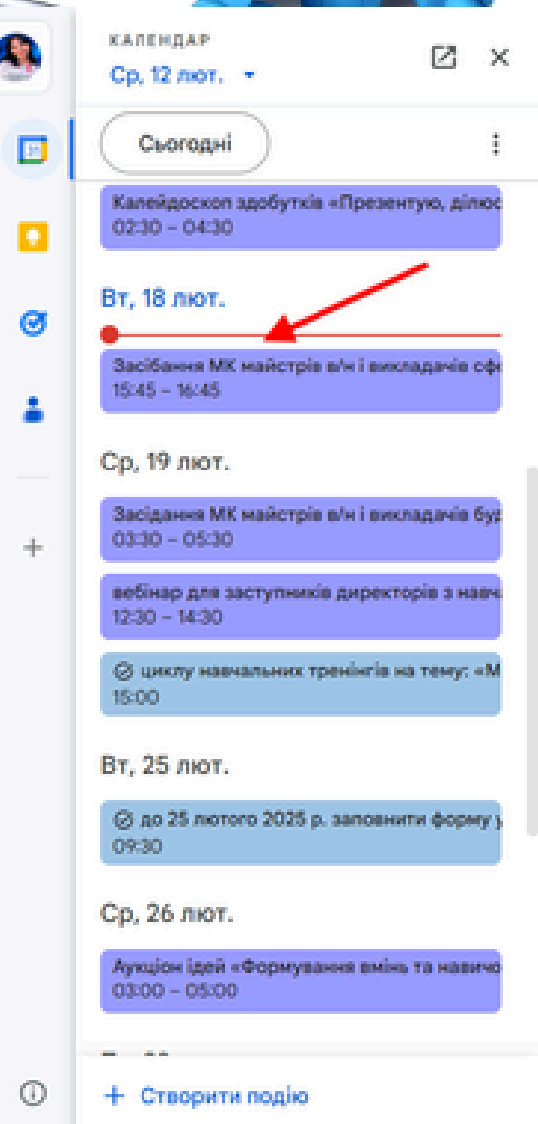 КАЛЕНДАР
Ср, 12 лют.
Сьогодні
Калейдоскоп здобутків «Презентую, ділюс
02:30 – 04:30
Вт, 18 лют.
Засібання МК майстрів в/н і викладачів сфе
15:45 – 16:45
Ср, 19 лют.
Засідання МК майстрів в/н і викладачів буд
03:30 – 05:30
вебінар для заступників директорів з навч
12:30 – 14:30
циклу навчальних тренінгів на тему: «М
15:00
Вт, 25 лют.
до 25 лютого 2025 р. заповнити форму у
09:30
Ср, 26 лют.
Аукціон ідей «Формування вмінь та навичо
03:00 – 05:00
+ Створити подію